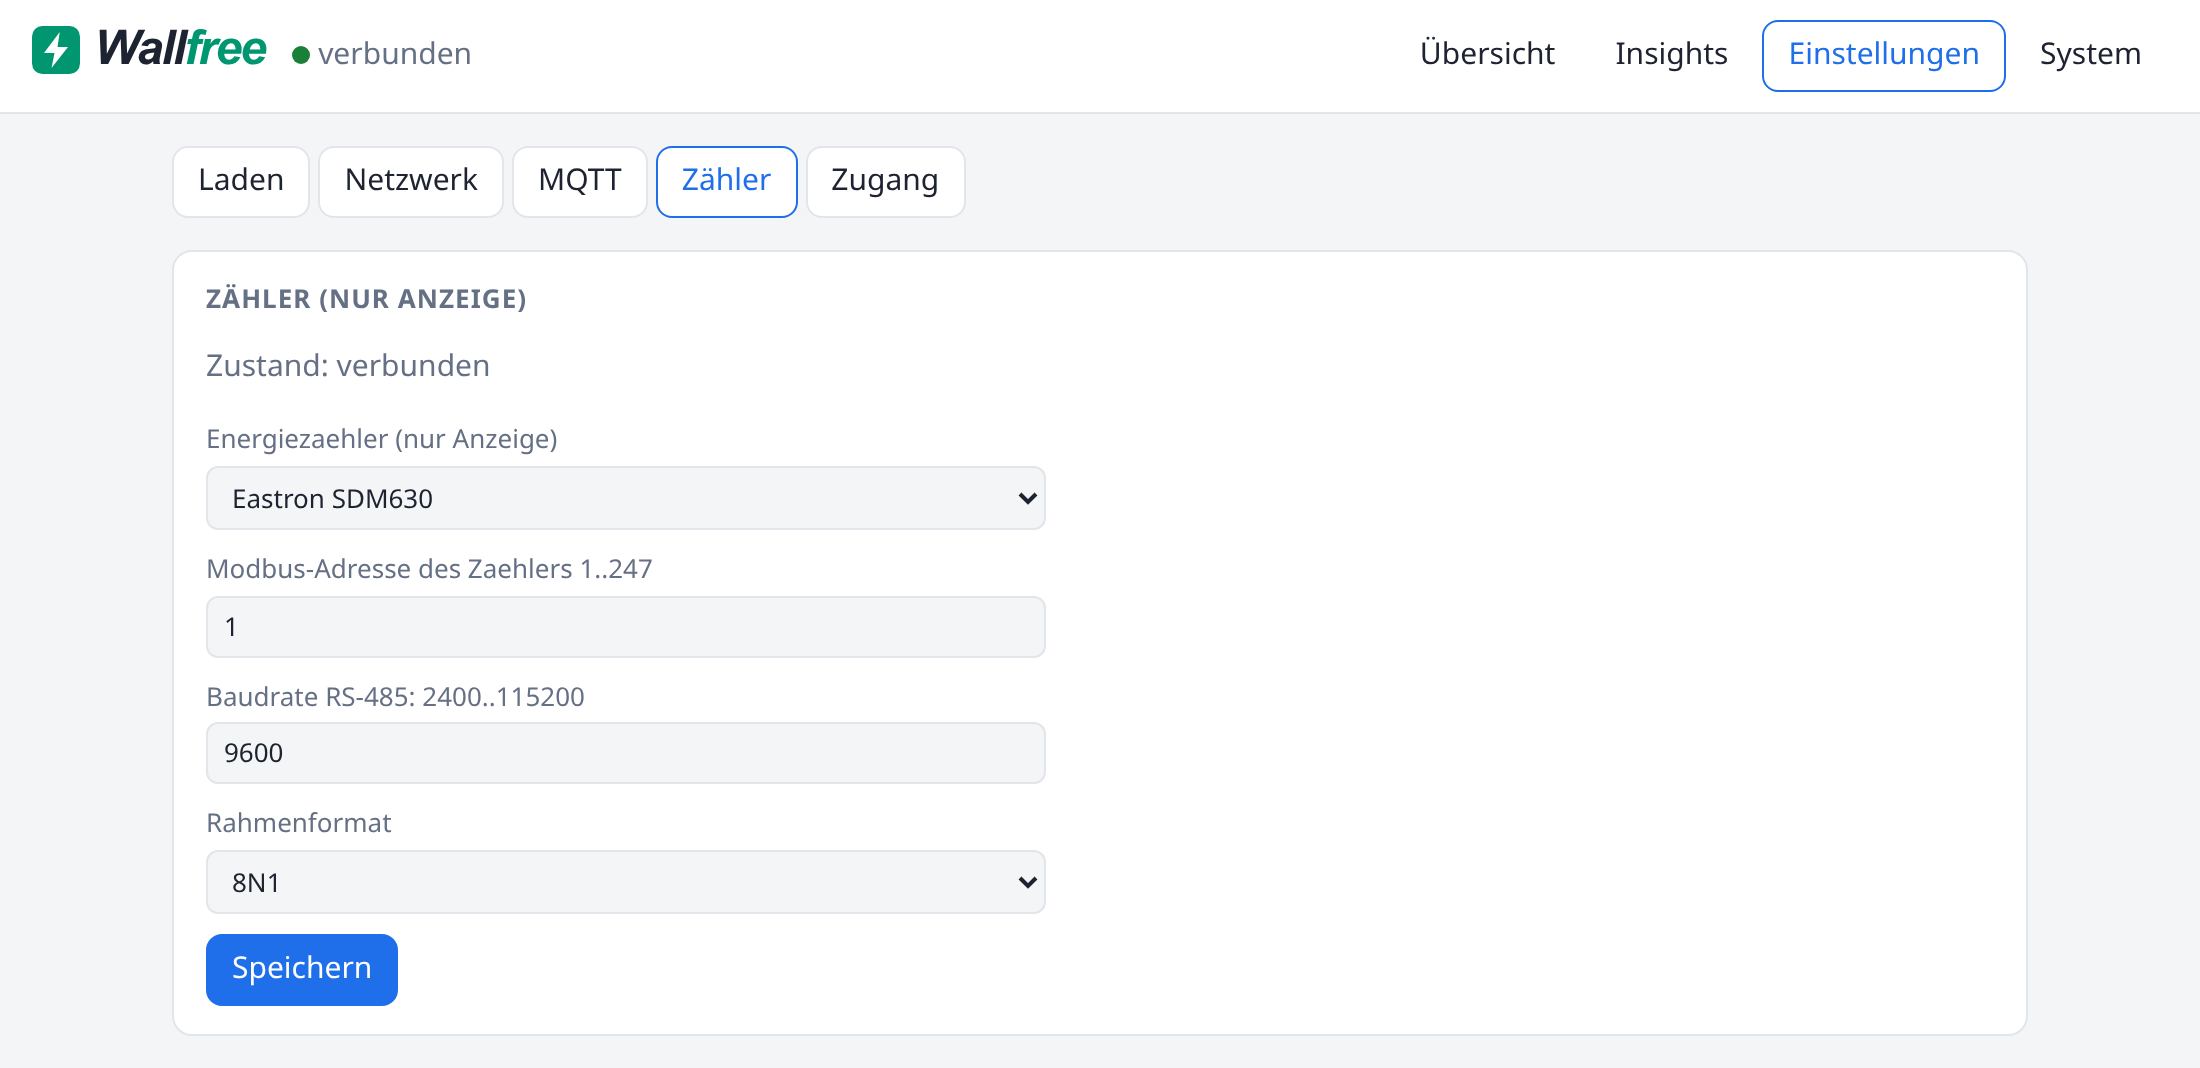 Wallfree
verbunden
Übersicht
Insights
Einstellungen
System
Laden
Netzwerk
MQTT
Zähler
Zugang
ZÄHLER (NUR ANZEIGE)
Zustand: verbunden
Energiezaehler (nur Anzeige)
Eastron SDM630
Modbus-Adresse des Zaehlers 1..247
1
Baudrate RS-485: 2400..115200
9600
Rahmenformat
8N1
Speichern